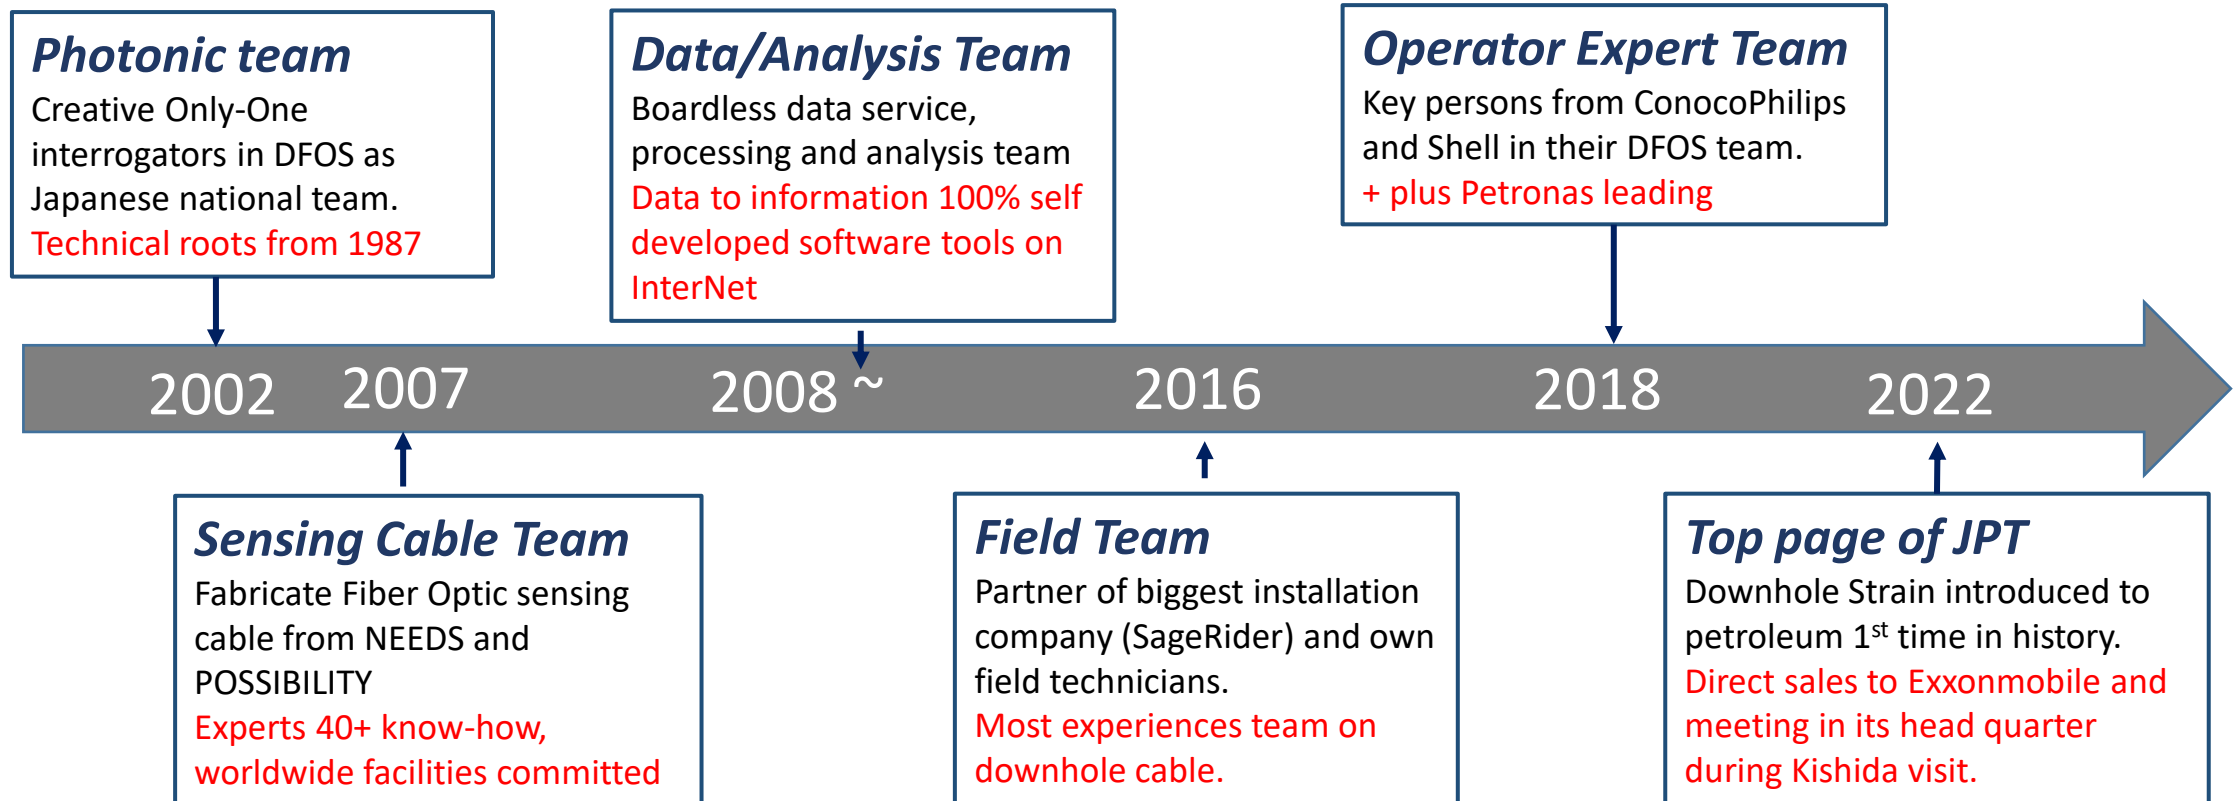 Photonic team
Creative Only-One
interrogators in DFOS as
Japanese national team.
Technical roots from 1987
Data/Analysis Team
Boardless data service,
processing and analysis team
Data to information 100% self
developed software tools on
InterNet
Operator Expert Team
Key persons from ConocoPhilips
and Shell in their DFOS team.
+ plus Petronas leading
2002
2007
2008 ~
2016
2018
2022
Sensing Cable Team
Fabricate Fiber Optic sensing
cable from NEEDS and
POSSIBILITY
Experts 40+ know-how,
worldwide facilities committed
Field Team
Partner of biggest installation
company (SageRider) and own
field technicians.
Most experiences team on
downhole cable.
Top page of JPT
Downhole Strain introduced to
petroleum 1st time in history.
Direct sales to Exxonmobile and
meeting in its head quarter
during Kishida visit.